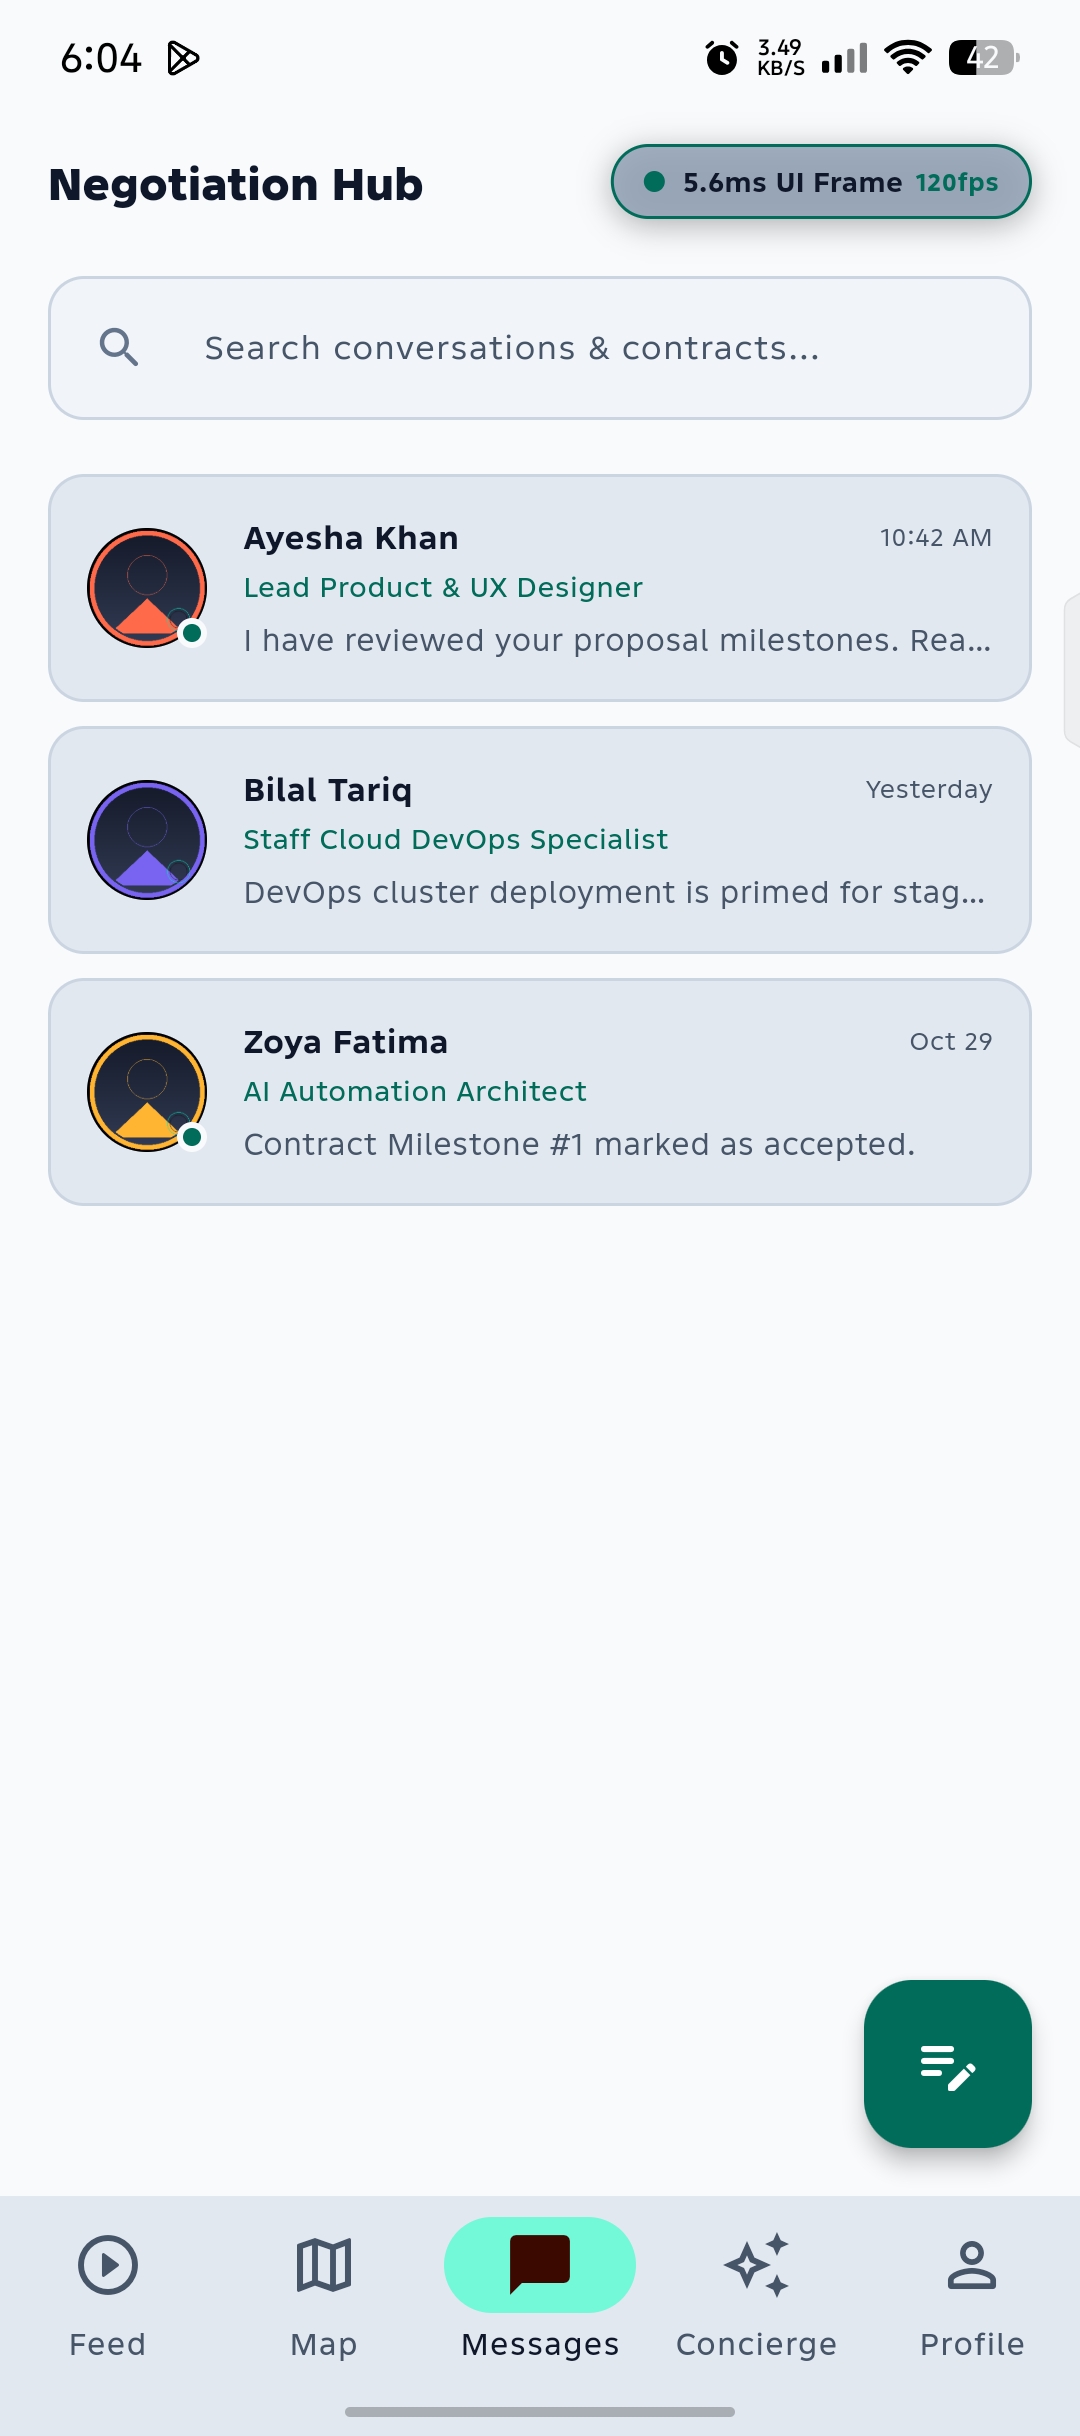 6:04
3.49 KB/S
42
Negotiation Hub
5.6ms UI Frame 120fps
Search conversations & contracts...
Ayesha Khan
10:42 AM
Lead Product & UX Designer
I have reviewed your proposal milestones. Rea...
Bilal Tariq
Yesterday
Staff Cloud DevOps Specialist
DevOps cluster deployment is primed for stag...
Zoya Fatima
Oct 29
AI Automation Architect
Contract Milestone #1 marked as accepted.
Feed
Map
Messages
Concierge
Profile